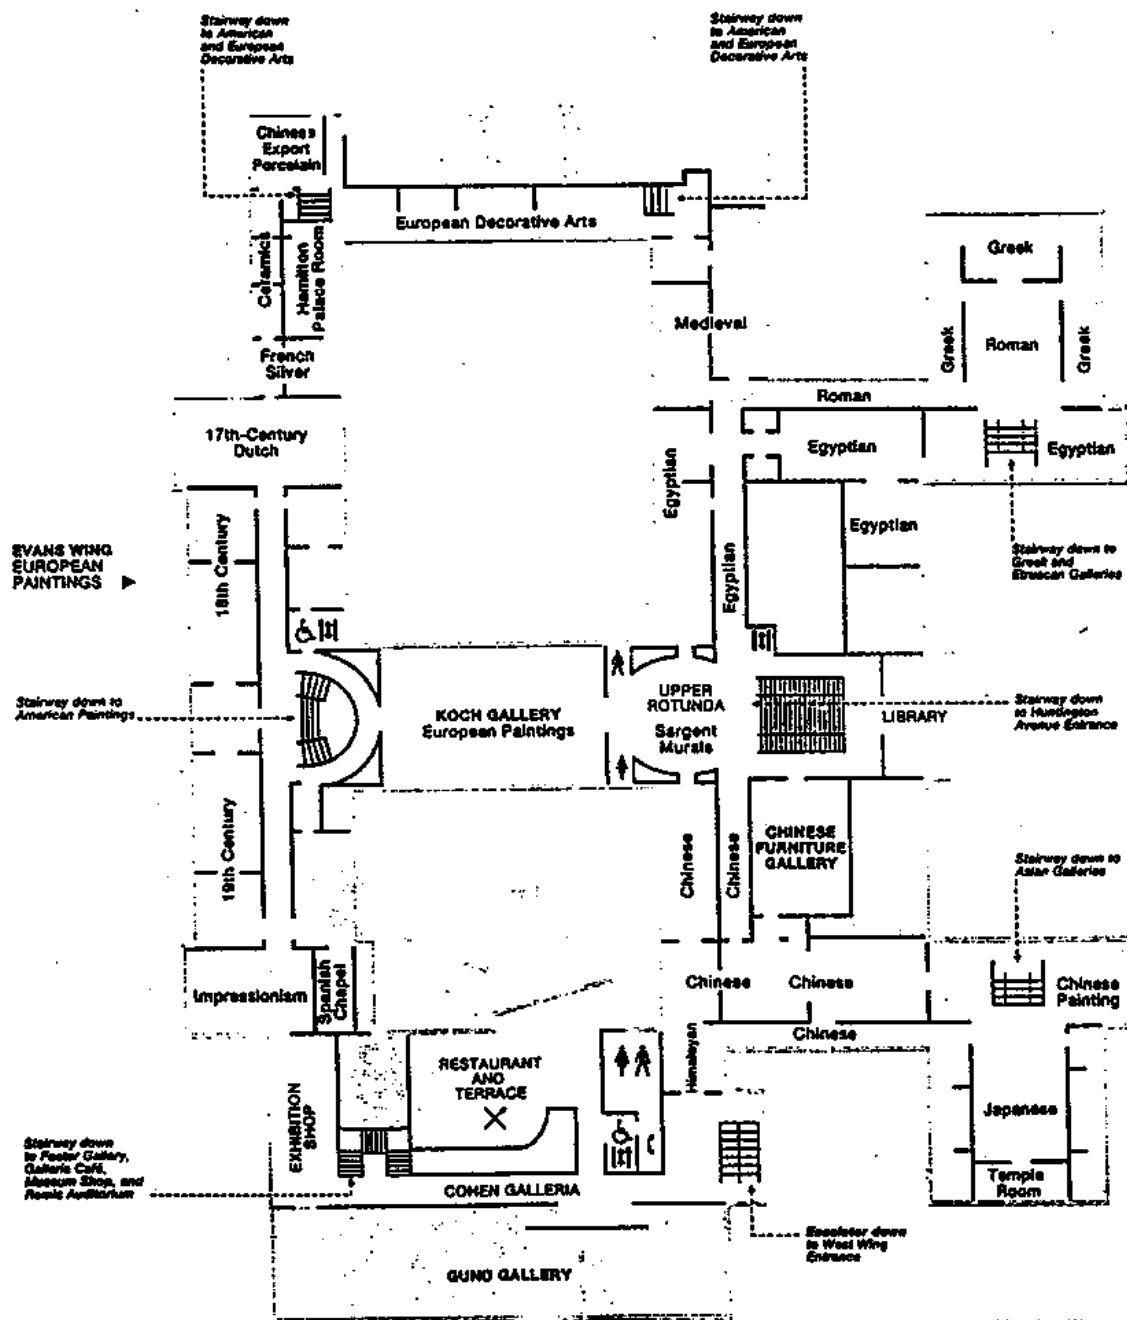 Stairway down
to American
and European
Decorative Arts
Stairway down
to American
and European
Decorative Arts
Chinese
Export
Porcelain
European Decorative Arts
Ceramics
Hamilton
Palace Room
French
Silver
Medieval
Greek
Greek
Roman
Greek
Roman
17th-Century
Dutch
Egyptian
Egyptian
Egyptian
Egyptian
Egyptian
Stairway down to
Greek and
Etruscan Galleries
EVANS WING
EUROPEAN
PAINTINGS
18th Century
Stairway down to
American Paintings
KOCH GALLERY
European Paintings
UPPER
ROTUNDA
Sargent
Murals
LIBRARY
Stairway down
to Huntington
Avenue Entrance
19th Century
Chinese
Chinese
CHINESE
FURNITURE
GALLERY
Stairway down to
Asian Galleries
Impressionism
Spanish
Chapel
Chinese
Chinese
Chinese
Painting
Chinese
Himalayan
RESTAURANT
AND
TERRACE
EXHIBITION
SHOP
Japanese
Temple
Room
Stairway down
to Foster Gallery,
Galleria Café,
Museum Shop, and
Remis Auditorium
COHEN GALLERIA
Escalator down
to West Wing
Entrance
GUND GALLERY